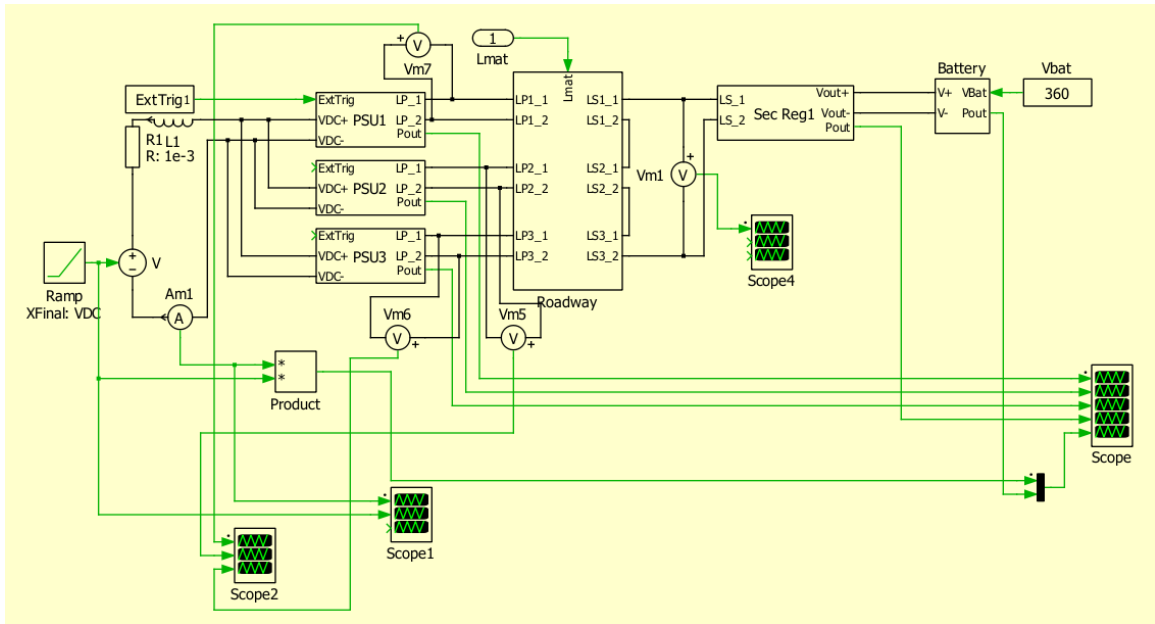 +
V
Vm7
1
Lmat
ExtTrig1
R1
L1
R: 1e-3
ExtTrig
VDC+
VDC-
PSU1
LP_1
LP_2
Pout
ExtTrig
VDC+
VDC-
PSU2
LP_1
LP_2
Pout
ExtTrig
VDC+
VDC-
PSU3
LP_1
LP_2
Pout
Lmat
LP1_1
LP1_2
LP2_1
LP2_2
LP3_1
LP3_2
LS1_1
LS1_2
LS2_1
LS2_2
LS3_1
LS3_2
Roadway
LS_1
LS_2
Sec Reg1
Vout+
Vout-
Pout
Battery
V+
V-
VBat
Pout
Vbat
360
Vm1
+
V
Scope4
Ramp
XFinal: VDC
+
−
V
Am1
A
Vm6
V
+
Vm5
V
+
*
*
Product
Scope
Scope1
Scope2